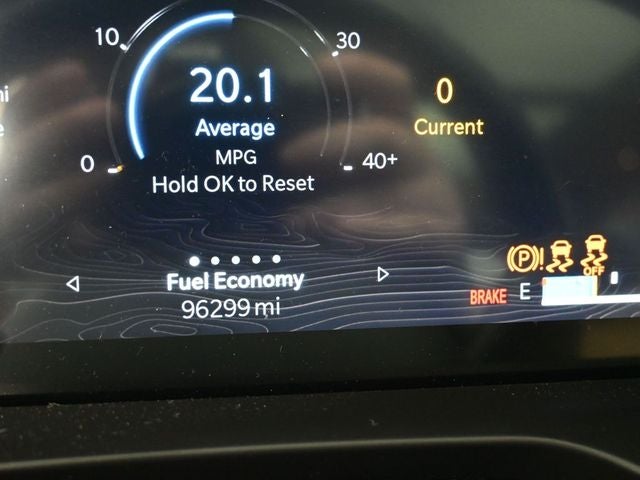 10
30
20.1
0
Average
Current
MPG
0
40+
Hold OK to Reset
Fuel Economy
96299 mi
P !
OFF
BRAKE E